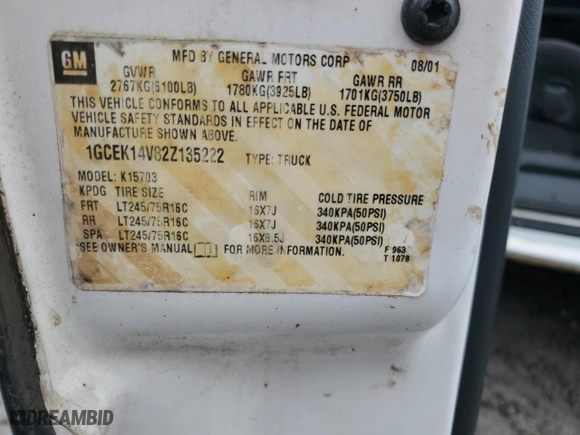 GM
MFD BY GENERAL MOTORS CORP 08/01
GVWR GAWR FRT GAWR RR
2767KG(6100LB) 1780KG(3925LB) 1701KG(3750LB)
THIS VEHICLE CONFORMS TO ALL APPLICABLE U.S. FEDERAL MOTOR
VEHICLE SAFETY STANDARDS IN EFFECT ON THE DATE OF
MANUFACTURE SHOWN ABOVE.
1GCEK14V82Z135222 TYPE: TRUCK
MODEL: K15703
KPDG TIRE SIZE RIM COLD TIRE PRESSURE
FRT LT245/75R16C 16X7J 340KPA(50PSI)
RR LT245/75R16C 16X7J 340KPA(50PSI)
SPA LT245/75R16C 16X6.5J 340KPA(50PSI)
SEE OWNER'S MANUAL FOR MORE INFORMATION.
F 963
T 1078
IDREAMBID